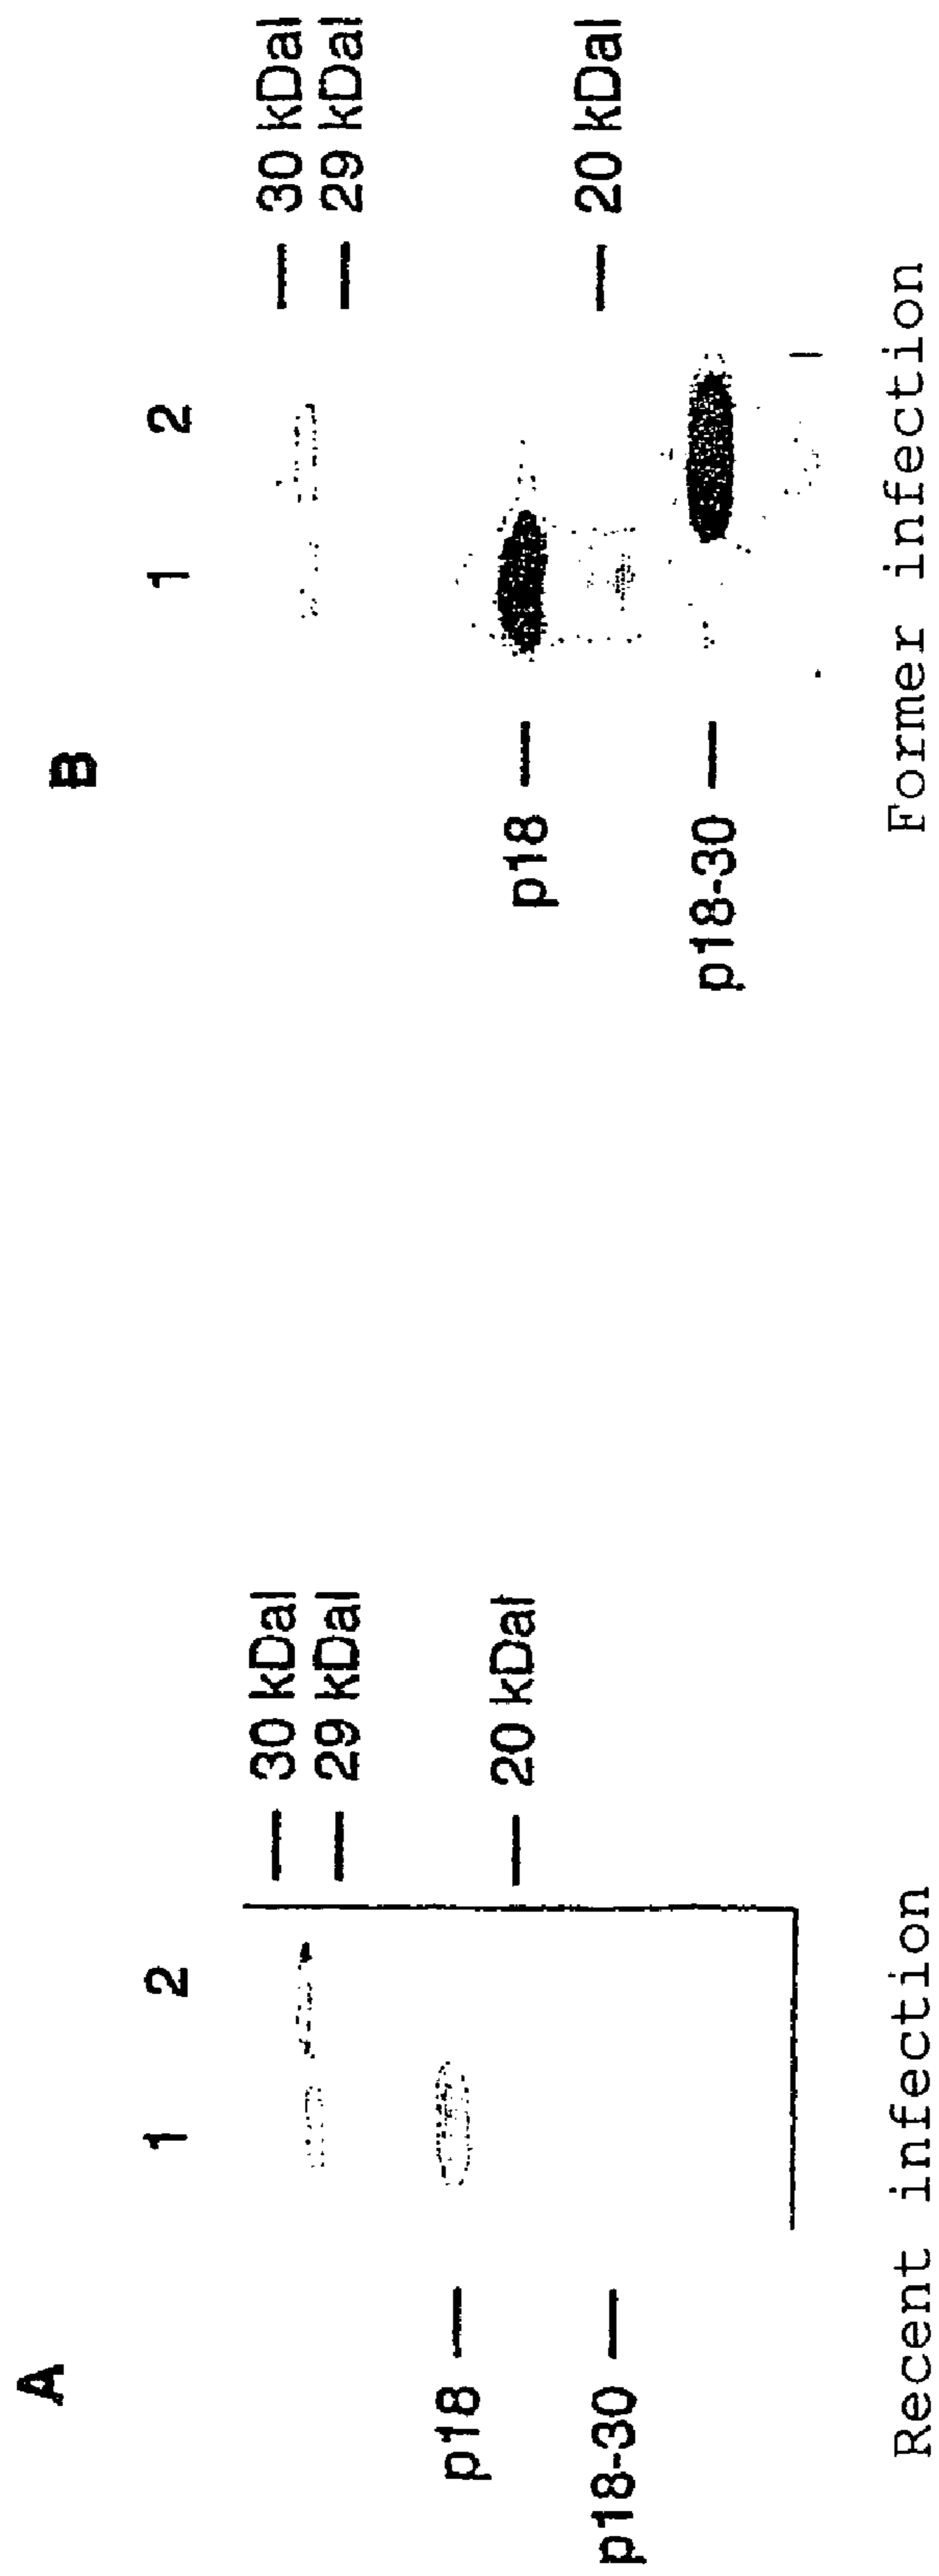 A
1 2
30 kDal
29 kDal
p18
20 kDal
p18-30
Recent infection
B
1 2
30 kDal
29 kDal
p18
20 kDal
p18-30
Former infection